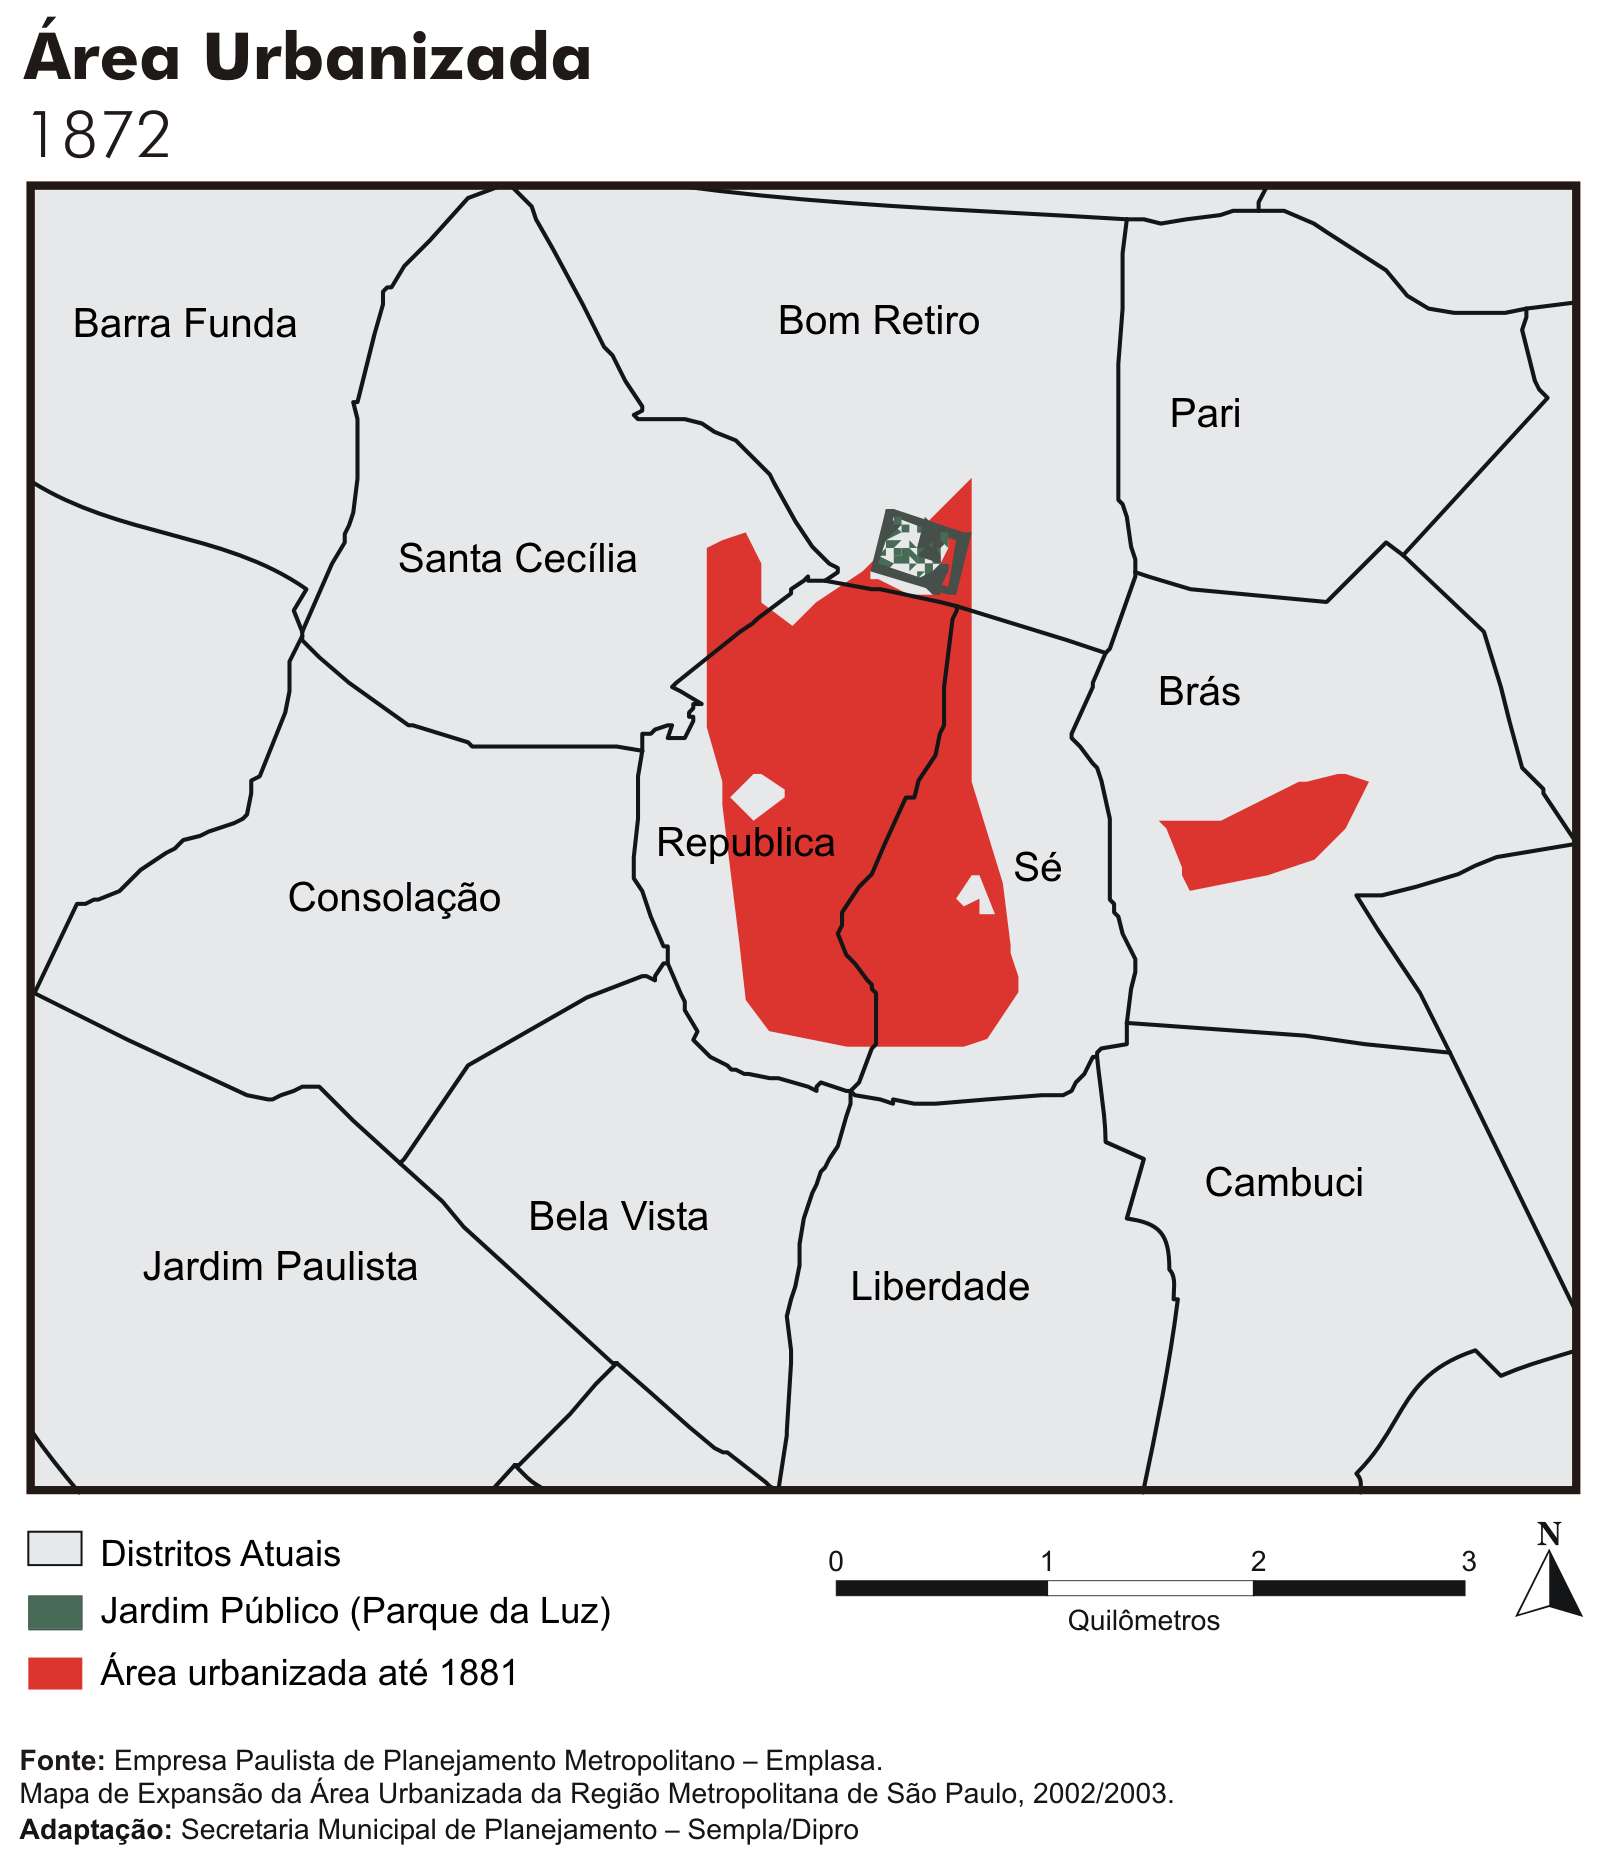 Área Urbanizada
1872
Barra Funda
Bom Retiro
Pari
Santa Cecília
Brás
Republica
Sé
Consolação
Cambuci
Bela Vista
Jardim Paulista
Liberdade
Distritos Atuais
Jardim Público (Parque da Luz)
Área urbanizada até 1881
0 1 2 3
Quilômetros
N
Fonte: Empresa Paulista de Planejamento Metropolitano – Emplasa.
Mapa de Expansão da Área Urbanizada da Região Metropolitana de São Paulo, 2002/2003.
Adaptação: Secretaria Municipal de Planejamento – Sempla/Dipro